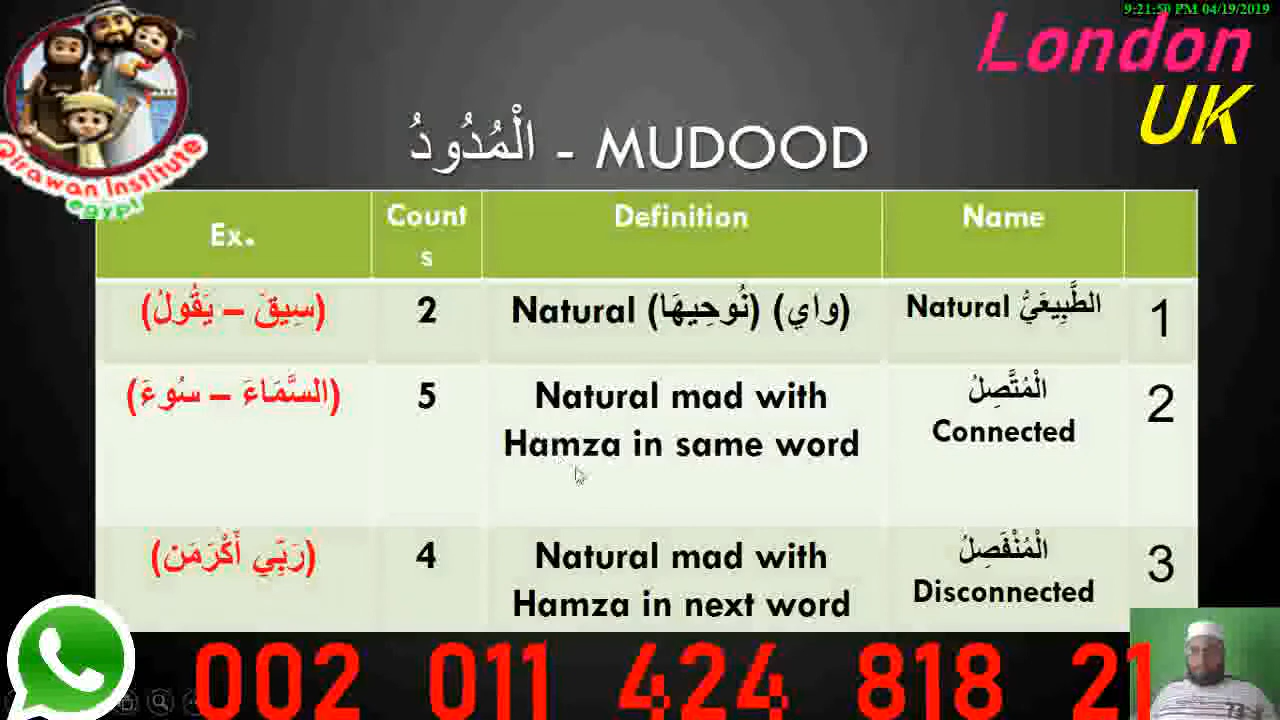 9:21:50 PM 04/19/2019
London
UK
Qirawan Institute
egypt
الْمُدُودُ - MUDOOD
Ex.
Count
s
Definition
Name
(سِيقَ – يَقُولُ)
2
Natural (نُوحِيهَا) (واي)
Natural الطَّبِيعَيُّ
1
(السَّمَاءَ – سُوءَ)
5
Natural mad with
Hamza in same word
الْمُتَّصِلُ
Connected
2
(رَبِّي أَكْرَمَن)
4
Natural mad with
Hamza in next word
الْمُنْفَصِلُ
Disconnected
3
002 011 424 818 21